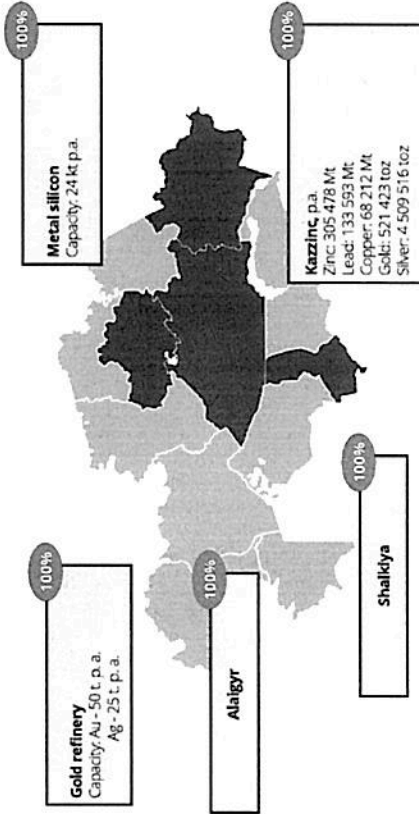 100%
Gold refinery
Capacity: Au - 50 t. p. a.
Ag - 25 t. p. a.
100%
Metal silicon
Capacity: 24 kt p.a.
100%
Alaigyr
100%
Shalkiya
100%
Kazzinc, p.a.
Zinc: 305 478 Mt
Lead: 133 593 Mt
Copper: 68 212 Mt
Gold: 521 423 toz
Silver: 4 509 516 toz